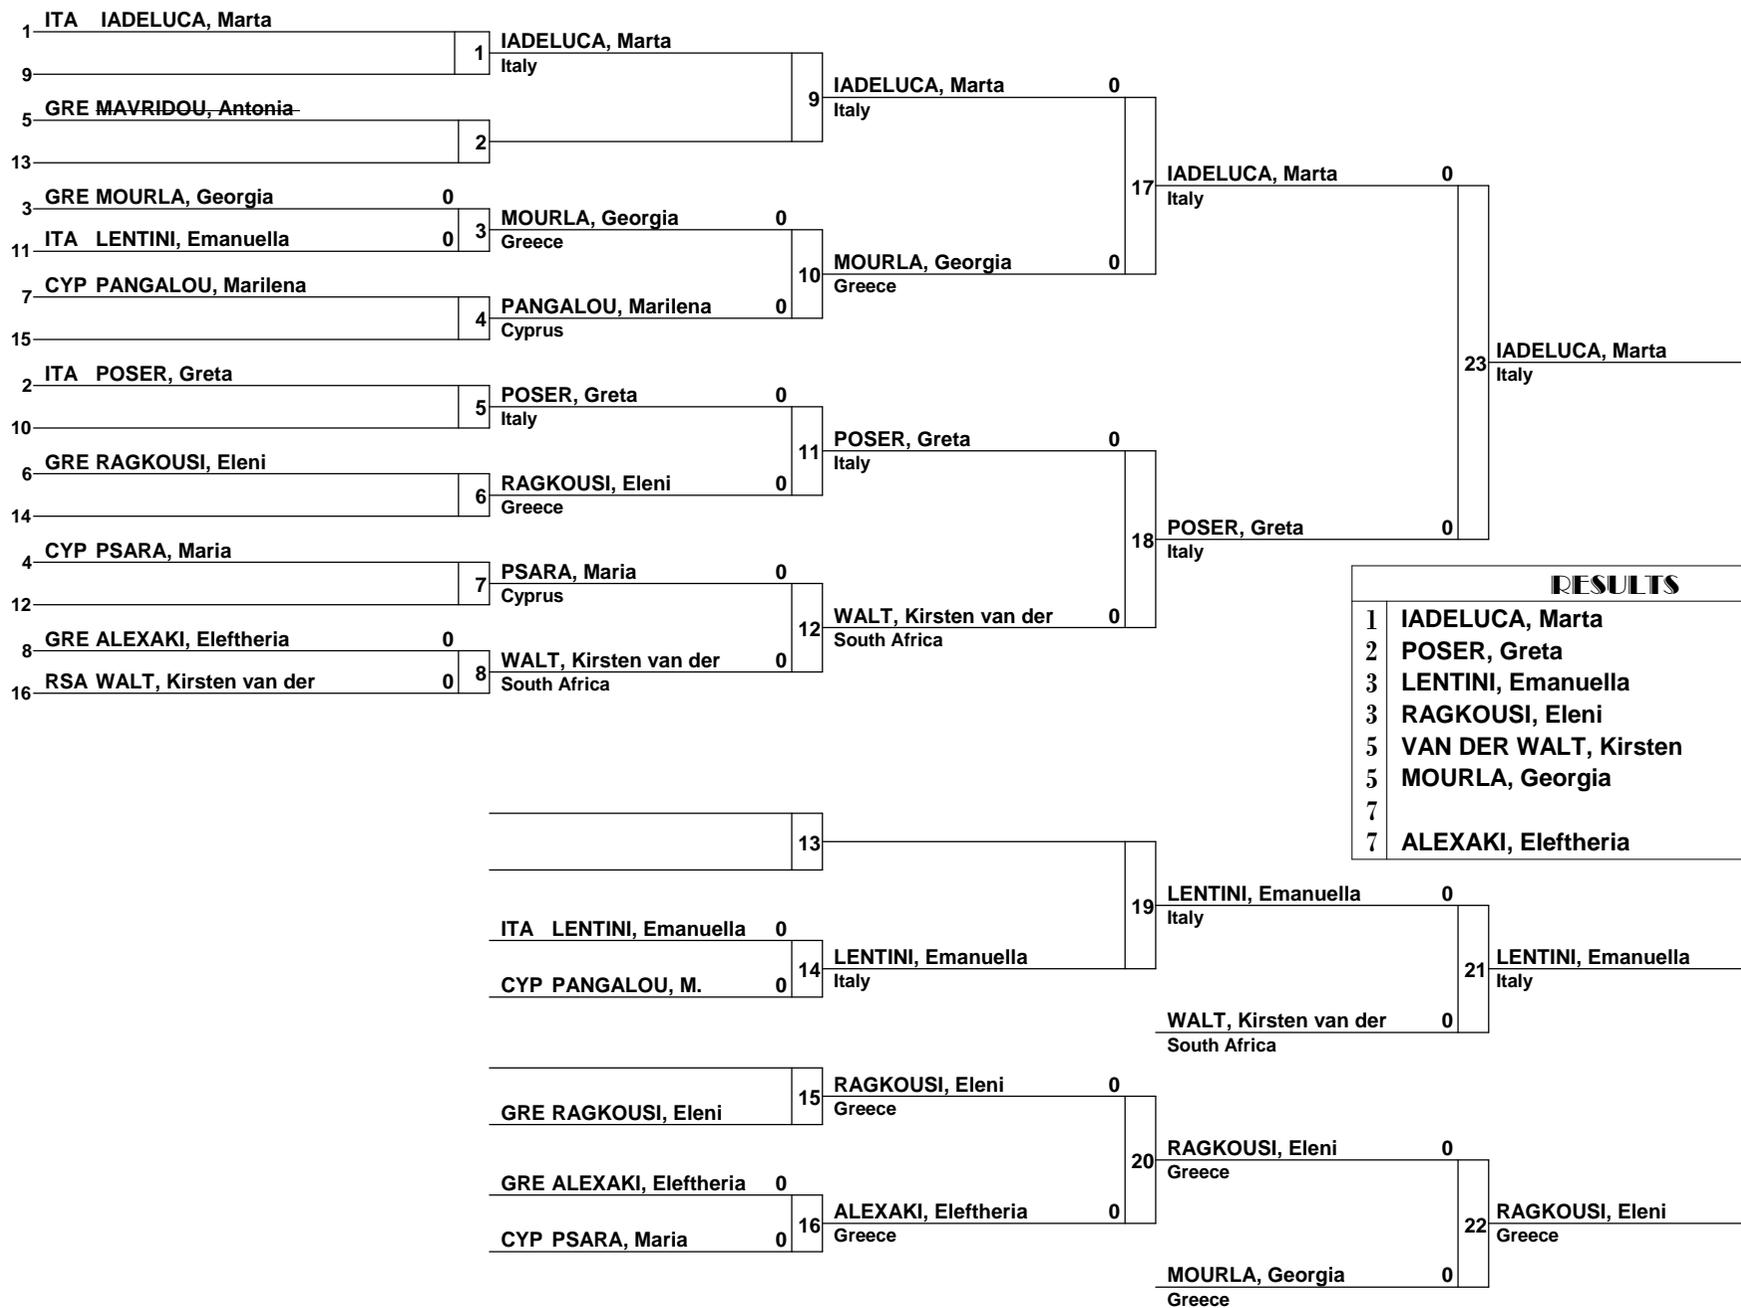 1 ITA IADELUCA, Marta
9
1 IADELUCA, Marta
Italy
5 GRE MAVRIDOU, Antonia
13
2
9 IADELUCA, Marta 0
Italy
3 GRE MOURLA, Georgia 0
11 ITA LENTINI, Emanuella 0
3 MOURLA, Georgia 0
Greece
7 CYP PANGALOU, Marilena
15
4 PANGALOU, Marilena 0
Cyprus
10 MOURLA, Georgia 0
Greece
17 IADELUCA, Marta 0
Italy
2 ITA POSER, Greta
10
5 POSER, Greta 0
Italy
6 GRE RAGKOUSI, Eleni
14
6 RAGKOUSI, Eleni 0
Greece
11 POSER, Greta 0
Italy
4 CYP PSARA, Maria
12
7 PSARA, Maria 0
Cyprus
8 GRE ALEXAKI, Eleftheria 0
16 RSA WALT, Kirsten van der 0
8 WALT, Kirsten van der 0
South Africa
12 WALT, Kirsten van der 0
South Africa
18 POSER, Greta 0
Italy
23 IADELUCA, Marta
Italy
RESULTS
1 IADELUCA, Marta
2 POSER, Greta
3 LENTINI, Emanuella
3 RAGKOUSI, Eleni
5 VAN DER WALT, Kirsten
5 MOURLA, Georgia
7
7 ALEXAKI, Eleftheria
13
ITA LENTINI, Emanuella 0
CYP PANGALOU, M. 0
14 LENTINI, Emanuella
Italy
19 LENTINI, Emanuella 0
Italy
WALT, Kirsten van der 0
South Africa
21 LENTINI, Emanuella
Italy
GRE RAGKOUSI, Eleni
15 RAGKOUSI, Eleni 0
Greece
GRE ALEXAKI, Eleftheria 0
CYP PSARA, Maria 0
16 ALEXAKI, Eleftheria 0
Greece
20 RAGKOUSI, Eleni 0
Greece
MOURLA, Georgia 0
Greece
22 RAGKOUSI, Eleni
Greece